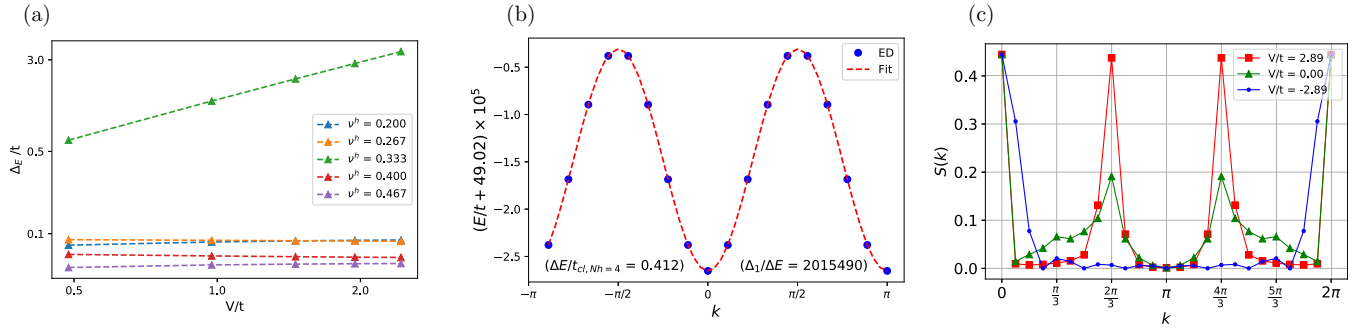 (a)
Δ_E /t
3.0
0.5
0.1
0.5
1.0
2.0
V/t
ν^h = 0.200
ν^h = 0.267
ν^h = 0.333
ν^h = 0.400
ν^h = 0.467
(b)
(E/t + 49.02) × 10^5
−0.5
−1.0
−1.5
−2.0
−2.5
−π
−π/2
0
π/2
π
k
ED
Fit
(ΔE/t_{cl, Nh=4} = 0.412)
(Δ_1/ΔE = 2015490)
(c)
S(k)
0.4
0.3
0.2
0.1
0.0
0
π/3
2π/3
π
4π/3
5π/3
2π
k
V/t = 2.89
V/t = 0.00
V/t = -2.89